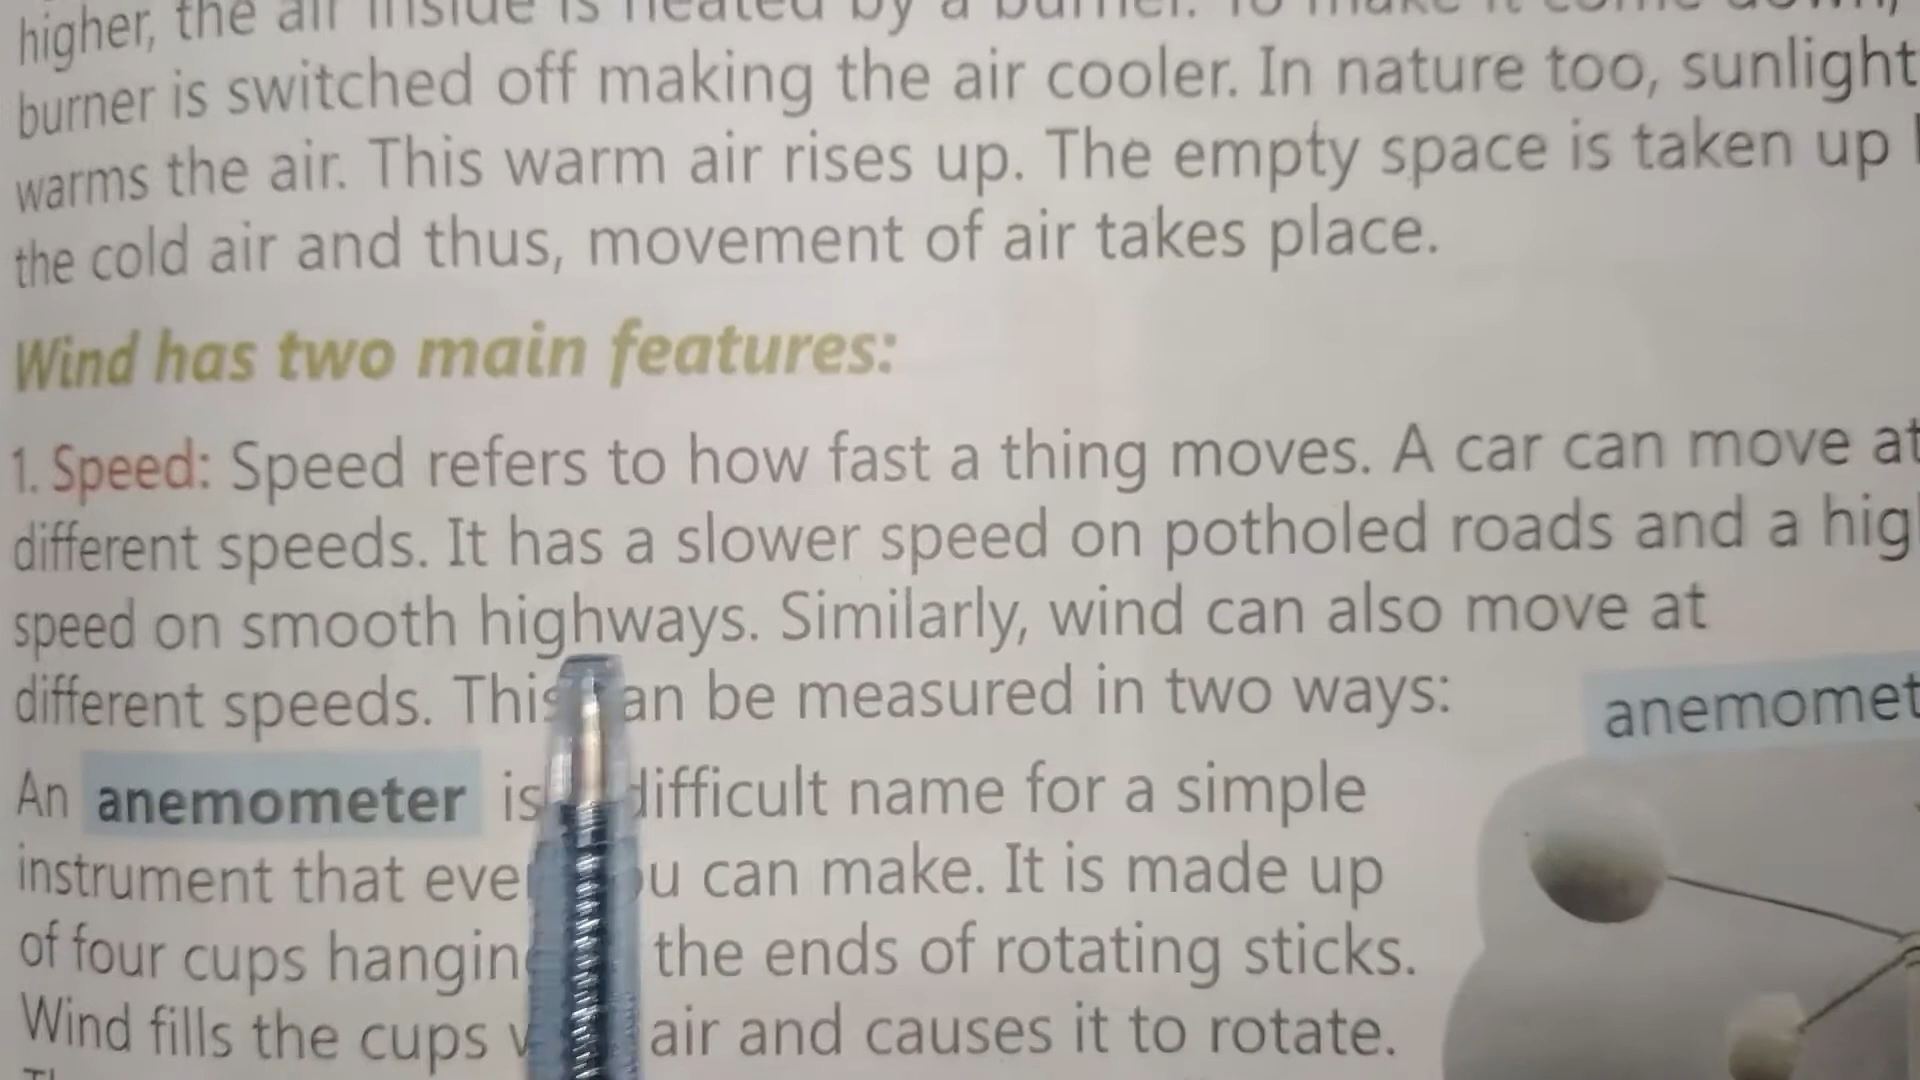 higher, the air inside is heated by a burner. To make it come down,
burner is switched off making the air cooler. In nature too, sunlight
warms the air. This warm air rises up. The empty space is taken up
the cold air and thus, movement of air takes place.
Wind has two main features:
1. Speed: Speed refers to how fast a thing moves. A car can move at
different speeds. It has a slower speed on potholed roads and a
speed on smooth highways. Similarly, wind can also move at
different speeds. This an be measured in two ways:
anemomet
An anemometer is difficult name for a simple
instrument that eve u can make. It is made up
of four cups hangin the ends of rotating sticks.
Wind fills the cups air and causes it to rotate.